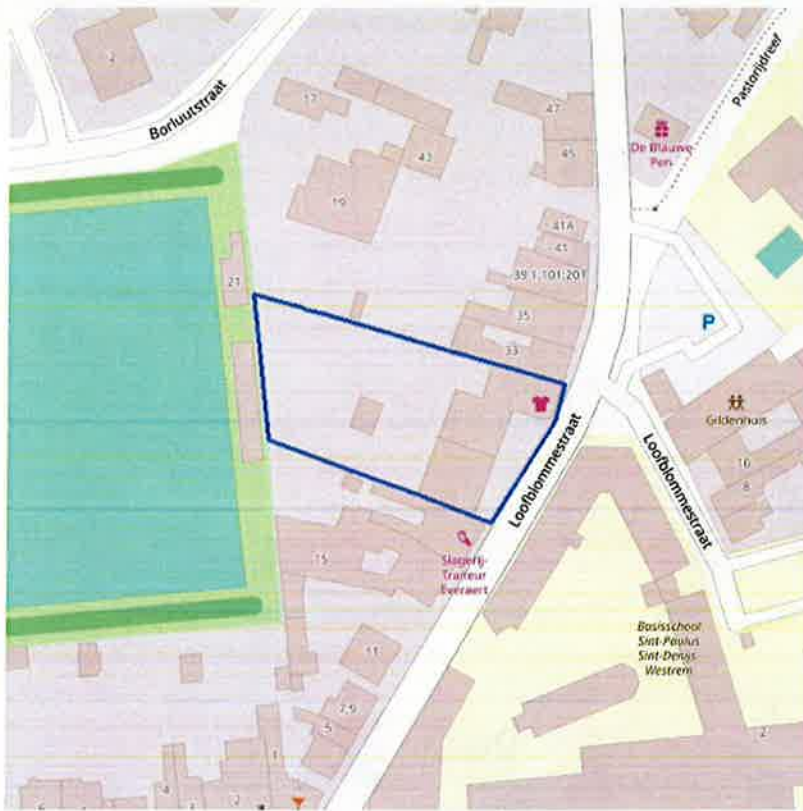 2
Borluutstraat
Pastorijdreef
17
47
43
45
De Blauwe
Pen
19
41A
41
39.1.101.201
21
35
P
33
Gildenhuis
Loofblommestraat
Loofblommestraat
16
8
15
Slagerij-
Traiteur
Everaert
Basisschool
Sint-Paulus
Sint-Denijs-
Westrem
11
7,9
5
1
2
4
3
2